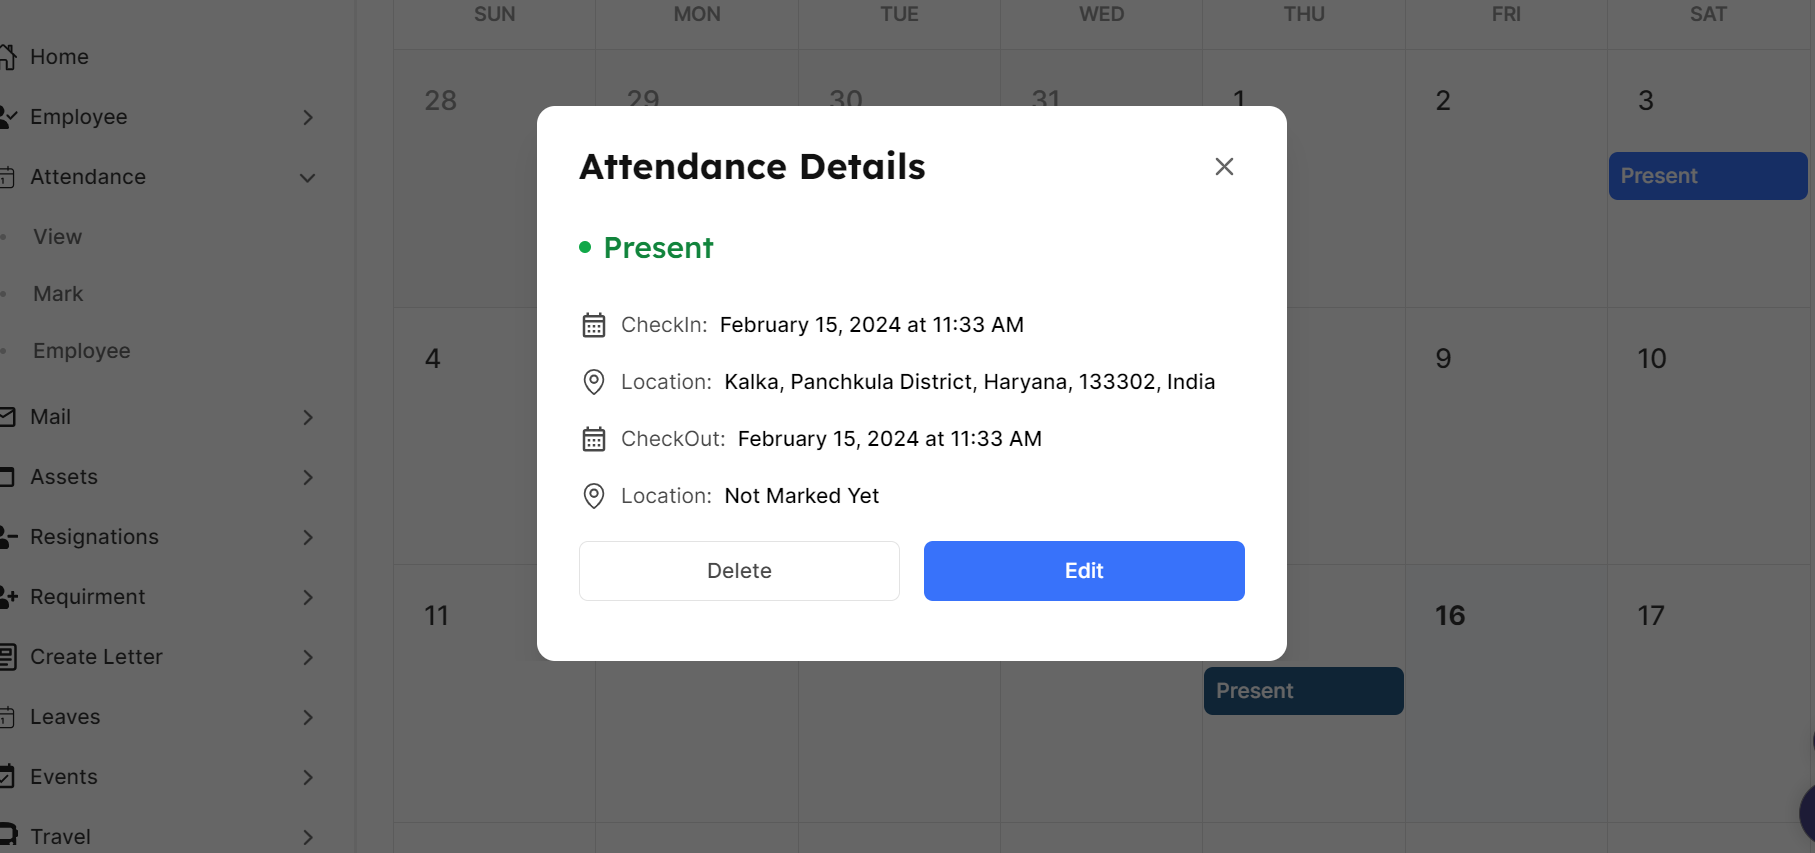 SUN MON TUE WED THU FRI SAT
Home
Employee
Attendance
View
Mark
Employee
Mail
Assets
Resignations
Requirment
Create Letter
Leaves
Events
Travel
28 29 30 31 1 2 3
Present
4 9 10
11 16 17
Present
Attendance Details
Present
CheckIn: February 15, 2024 at 11:33 AM
Location: Kalka, Panchkula District, Haryana, 133302, India
CheckOut: February 15, 2024 at 11:33 AM
Location: Not Marked Yet
Delete Edit